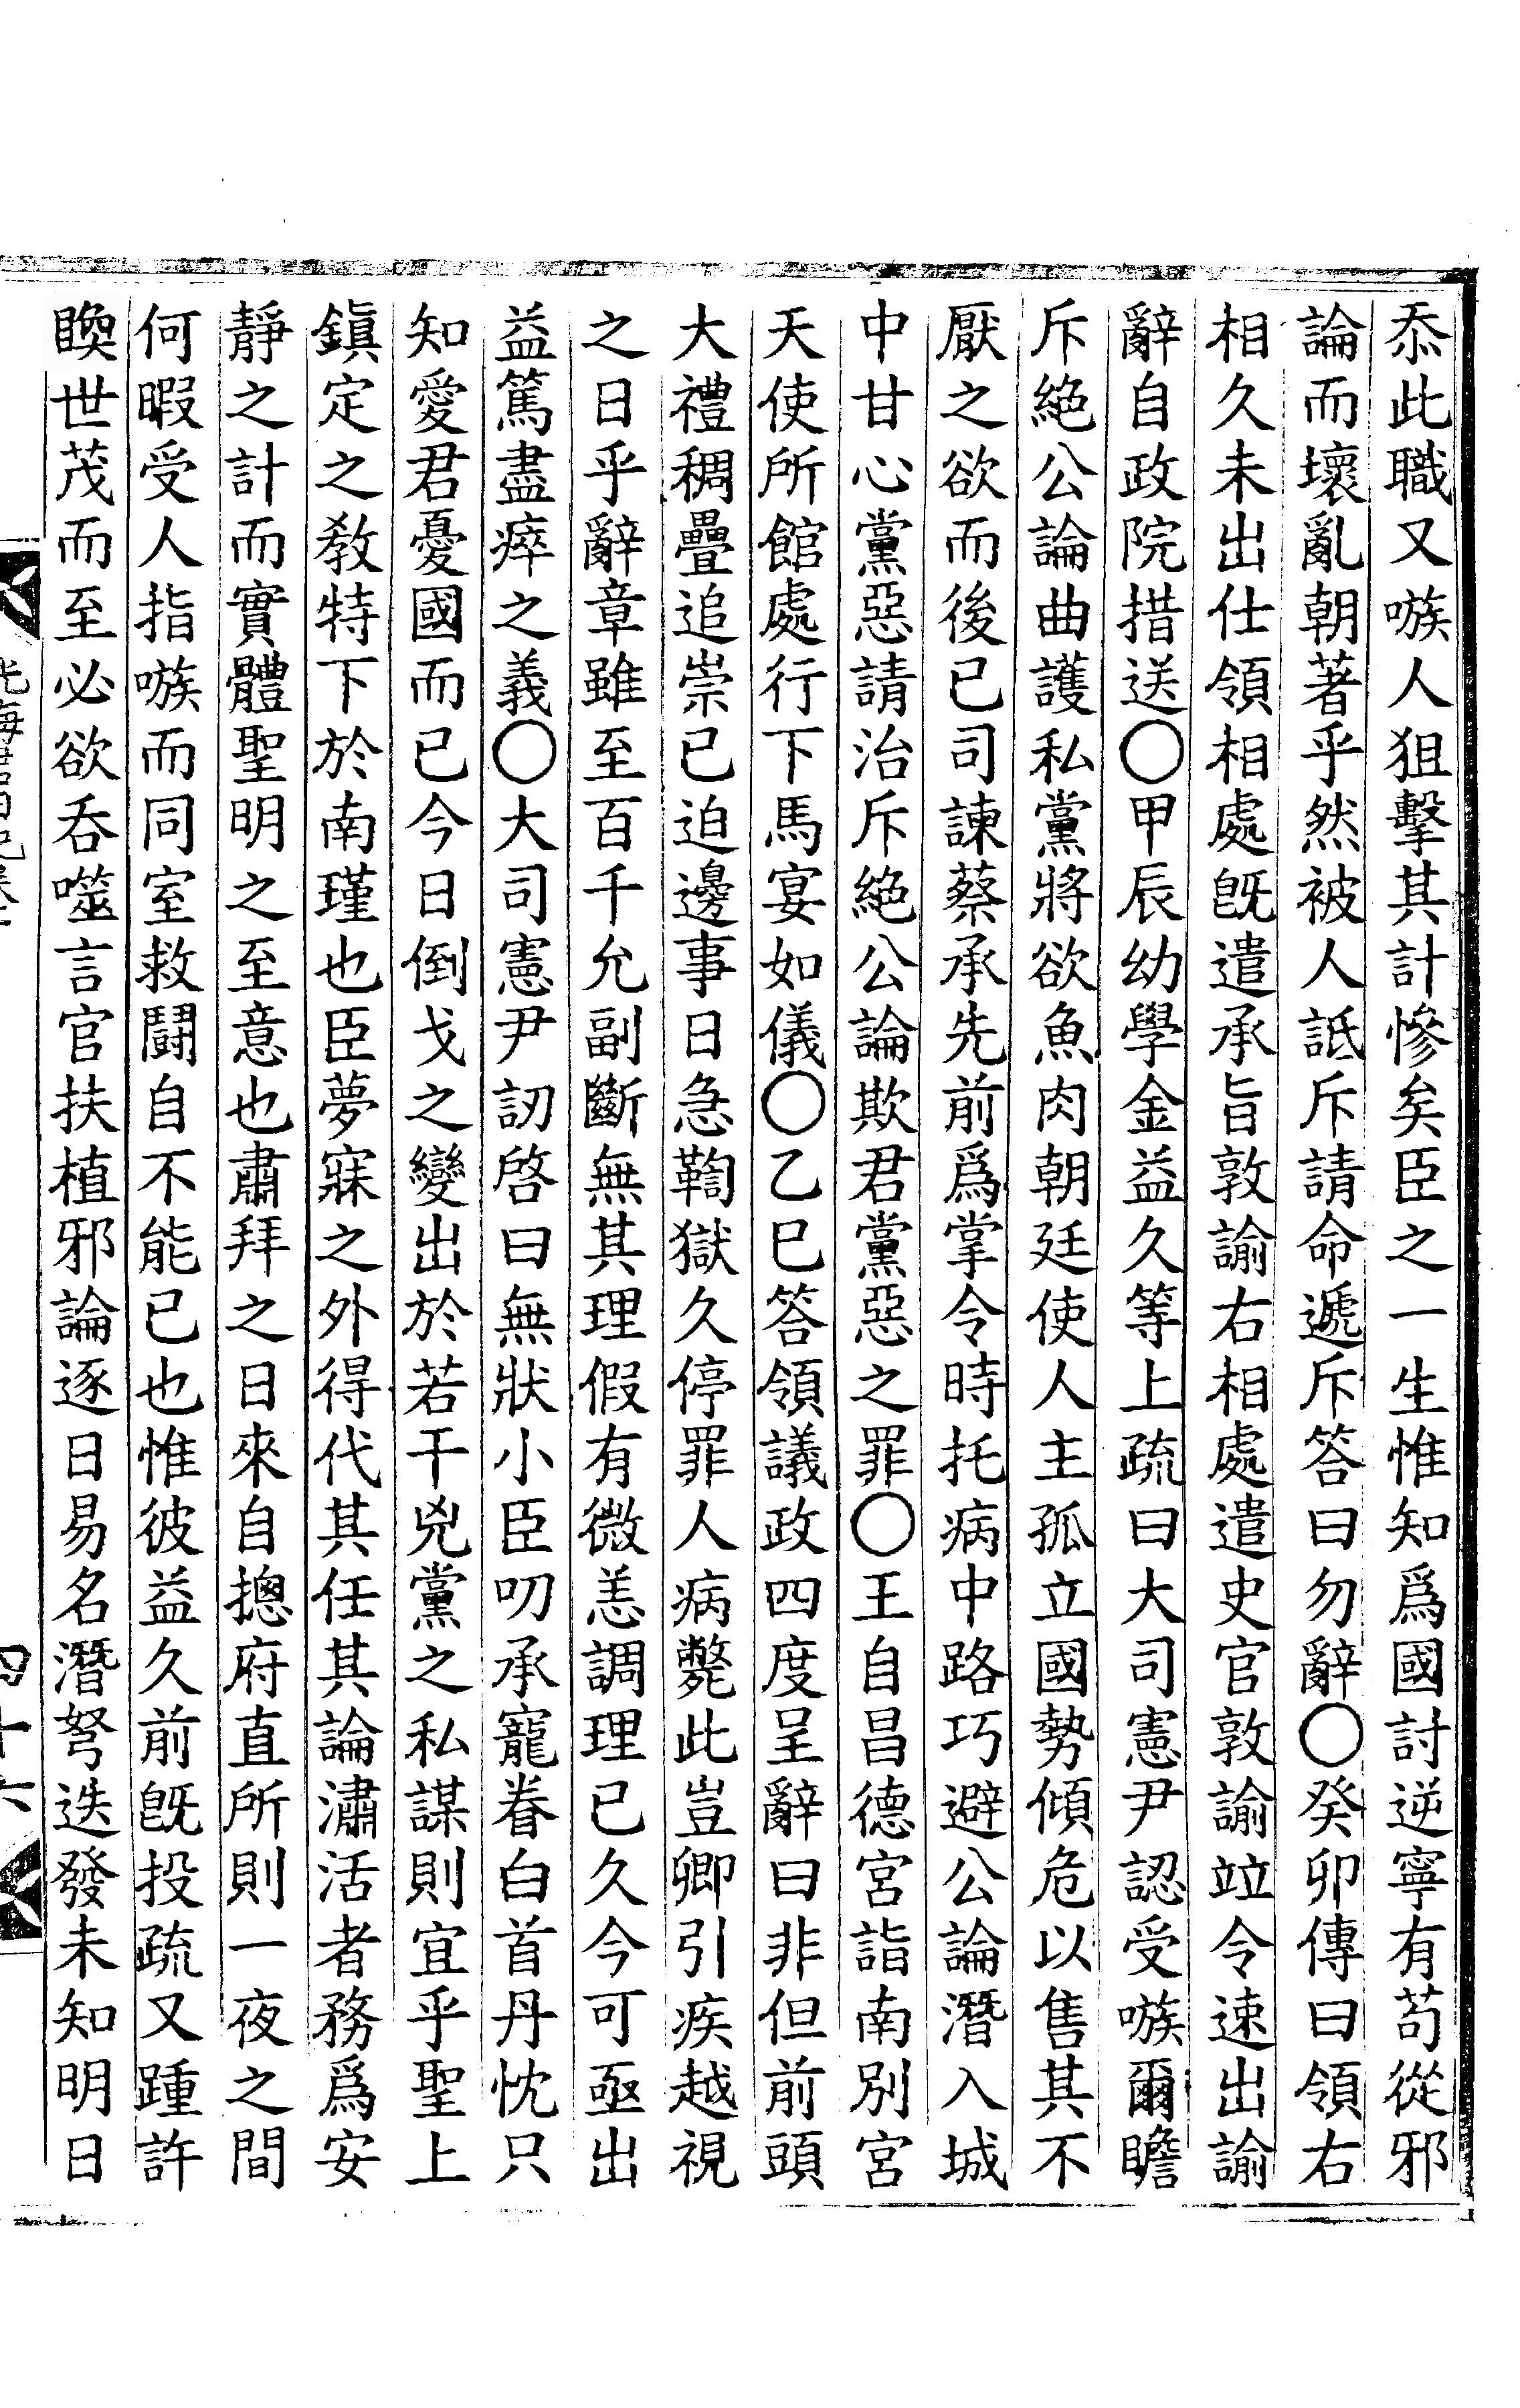 忝此職又嗾人狙擊其計慘矣臣之一生惟知爲國討逆寧有苟從邪
論而壞亂朝著乎然被人詆斥請命遞斥答曰勿辭○癸卯傳曰領右
相久未出仕領相處旣遣承旨敦諭右相處遣史官敦諭竝令速出諭
辭自政院措送○甲辰幼學金益久等上疏曰大司憲尹認受嗾爾瞻
斥絶公論曲護私黨將欲魚肉朝廷使人主孤立國勢傾危以售其不
厭之欲而後已司諫蔡承先前爲掌令時托病中路巧避公論潛入城
中甘心黨惡請治斥絶公論欺君黨惡之罪○王自昌德宮詣南別宮
天使所館處行下馬宴如儀○乙巳答領議政四度呈辭曰非但前頭
大禮稠疊追崇已迫邊事日急鞫獄久停罪人病斃此豈卿引疾越視
之日乎辭章雖至百千允副斷無其理假有微恙調理已久今可亟出
益篤盡瘁之義○大司憲尹訒啓曰無狀小臣叨承寵眷白首丹忱只
知愛君憂國而已今日倒戈之變出於若干兇黨之私謀則宜乎聖上
鎭定之敎特下於南瑾也臣夢寐之外得代其任其論潚活者務爲安
靜之計而實體聖明之至意也肅拜之日來自摠府直所則一夜之間
何暇受人指嗾而同室救鬪自不能已也惟彼益久前旣投疏又踵許
㬇世茂而至必欲呑噬言官扶植邪論逐日易名潛弩迭發未知明日
四十六